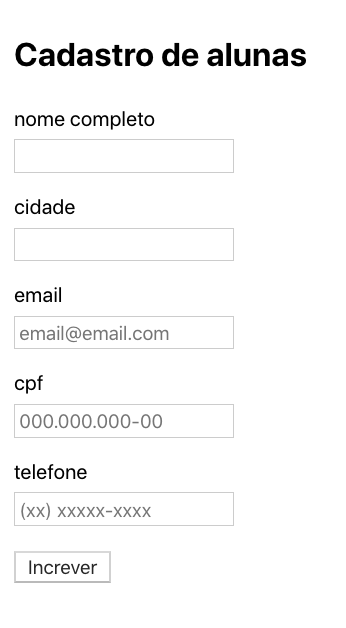 Cadastro de alunas
nome completo
cidade
email
email@email.com
cpf
000.000.000-00
telefone
(xx) xxxxx-xxxx
Increver